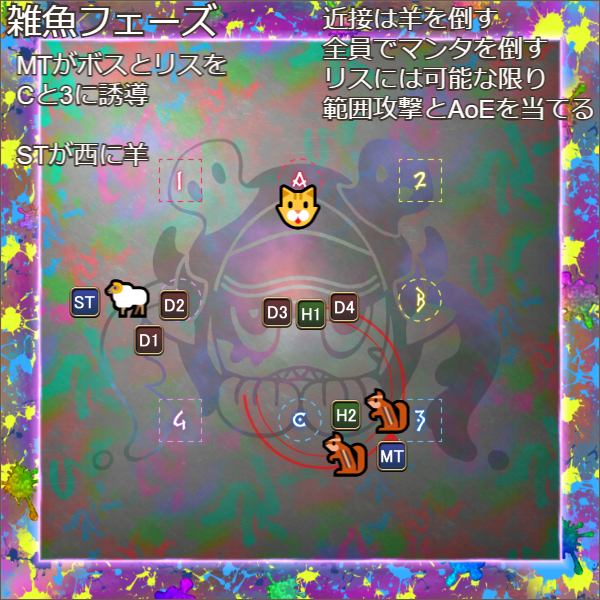 雑魚フェーズ
MTがボスとリスを
Cと3に誘導
STが西に羊
近接は羊を倒す
全員でマンタを倒す
リスには可能な限り
範囲攻撃とAoEを当てる
1
A
2
ST
D2
D3
H1
D4
B
D1
4
C
H2
3
MT